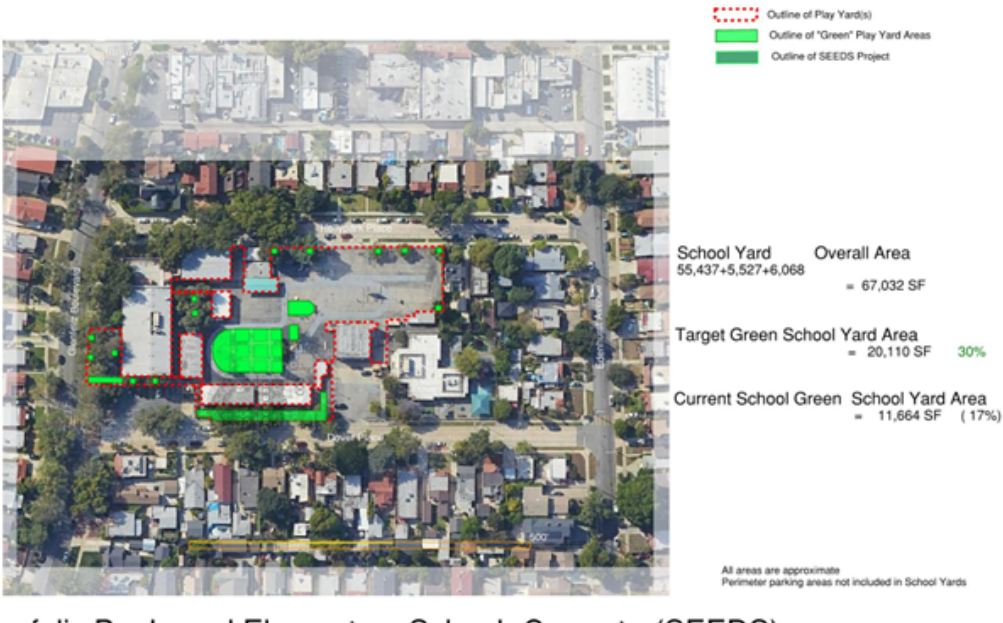 Outline of Play Yard(s)
Outline of "Green" Play Yard Areas
Outline of SEEDS Project
School Yard Overall Area
55,437+5,527+6,068
= 67,032 SF
Target Green School Yard Area
= 20,110 SF 30%
Current School Green School Yard Area
= 11,664 SF ( 17%)
Place
500'
All areas are approximate
Perimeter parking areas not included in School Yards
(SEEDS)